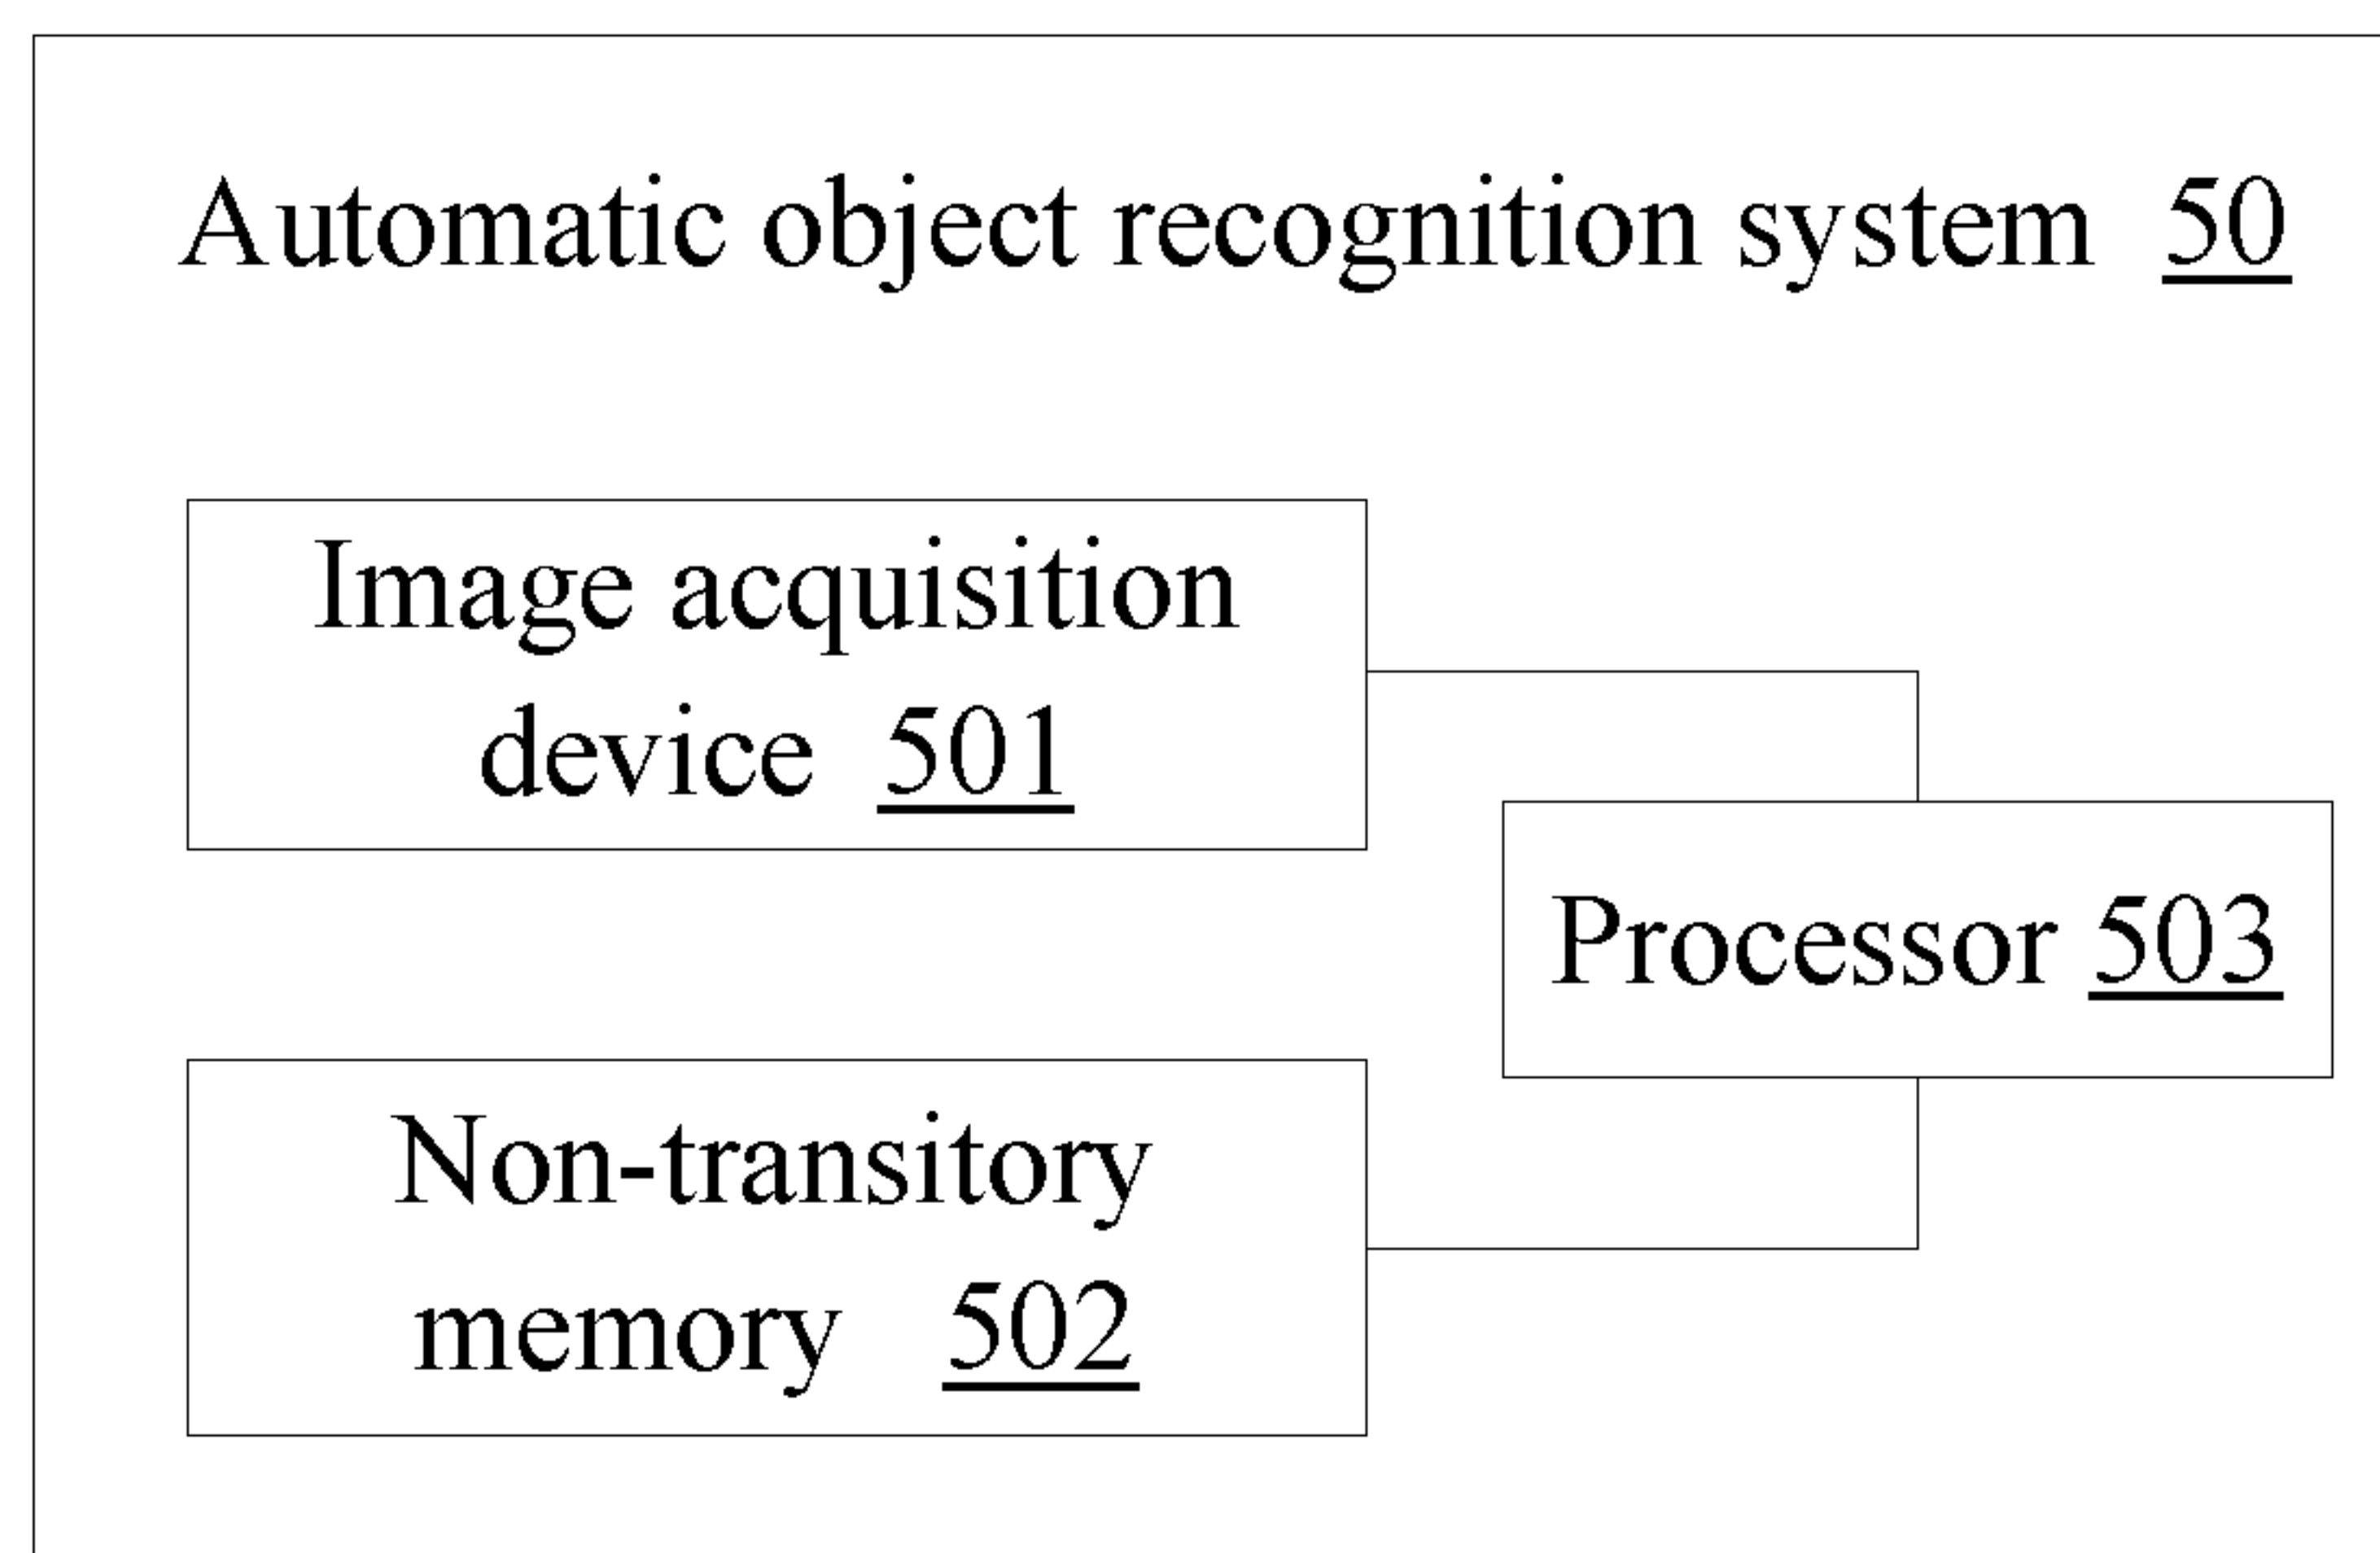 Automatic object recognition system 50
Image acquisition
device 501
Processor 503
Non-transitory
memory 502